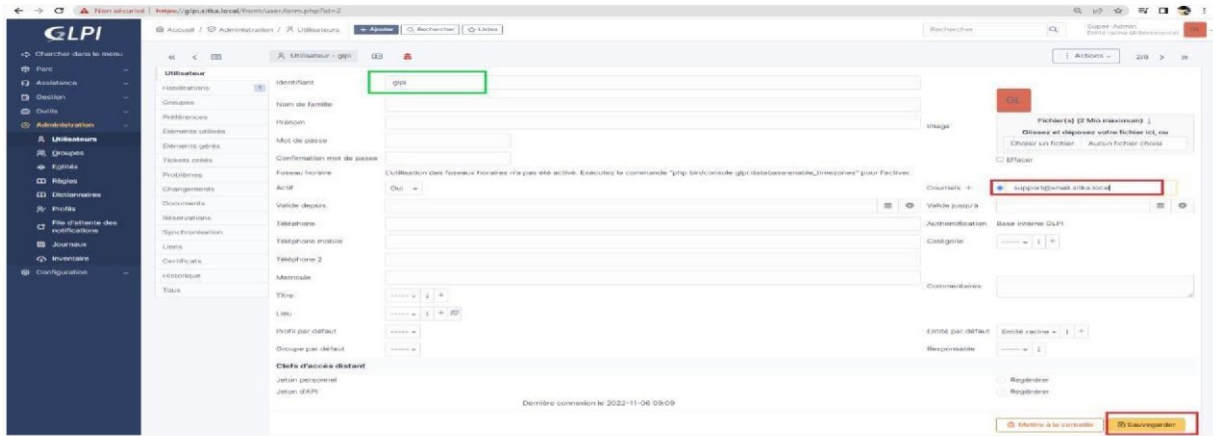 Non sécurisé | https://glpi.sitka.local/front/user.form.php?id=2
GLPI
Accueil / Administration / Utilisateurs
+ Ajouter
Rechercher
Listes
Rechercher
Super-Admin
GL
Chercher dans le menu
Parc
Assistance
Gestion
Outils
Administration
Utilisateurs
Groupes
Entités
Règles
Dictionnaires
Profils
File d'attente des
notifications
Journaux
Inventaire
Configuration
Utilisateur - glpi
Actions
2/8
Utilisateur
Habilitations 1
Groupes
Préférences
Éléments utilisés
Éléments gérés
Tickets créés
Problèmes
Changements
Documents
Réservations
Synchronisation
Liens
Certificats
Historique
Tous
Identifiant glpi
Nom de famille
Prénom
Mot de passe
Confirmation mot de passe
Fuseau horaire L'utilisation des fuseaux horaires n'a pas été activé. Exécutez la commande "php bin/console glpi:database:enable_timezones" pour l'activer.
Actif Oui
Valide depuis
Téléphone
Téléphone mobile
Téléphone 2
Matricule
Titre -----
Lieu -----
Profil par défaut -----
Groupe par défaut -----
GL
Image
Fichier(s) (2 Mio maximum)
Glissez et déposez votre fichier ici, ou
Choisir un fichier Aucun fichier choisi
Effacer
Courriels + support@smail.sitka.local
Valide jusqu'à
Authentification Base interne GLPI
Catégorie -----
Commentaires
Entité par défaut Entité racine
Responsable -----
Clefs d'accès distant
Jeton personnel Regénérer
Jeton d'API Regénérer
Dernière connexion le 2022-11-06 09:09
Mettre à la corbeille
Sauvegarder